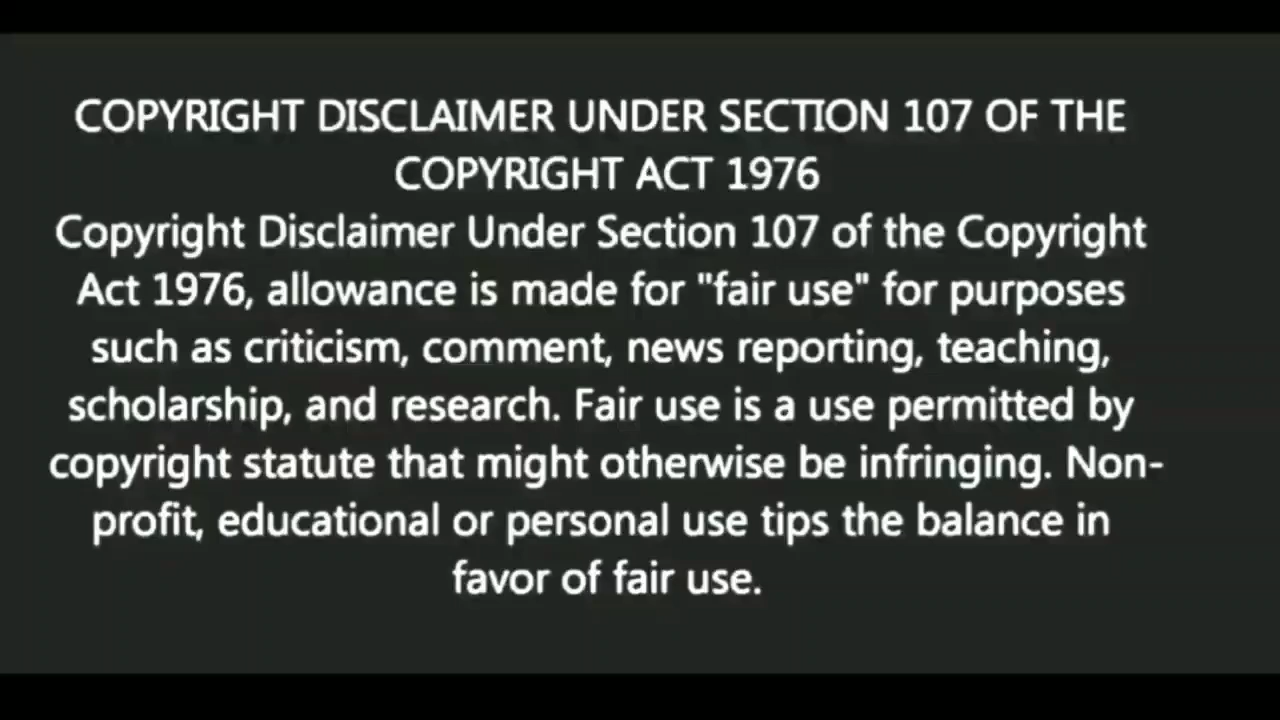 COPYRIGHT DISCLAIMER UNDER SECTION 107 OF THE
COPYRIGHT ACT 1976
Copyright Disclaimer Under Section 107 of the Copyright
Act 1976, allowance is made for "fair use" for purposes
such as criticism, comment, news reporting, teaching,
scholarship, and research. Fair use is a use permitted by
copyright statute that might otherwise be infringing. Non-
profit, educational or personal use tips the balance in
favor of fair use.